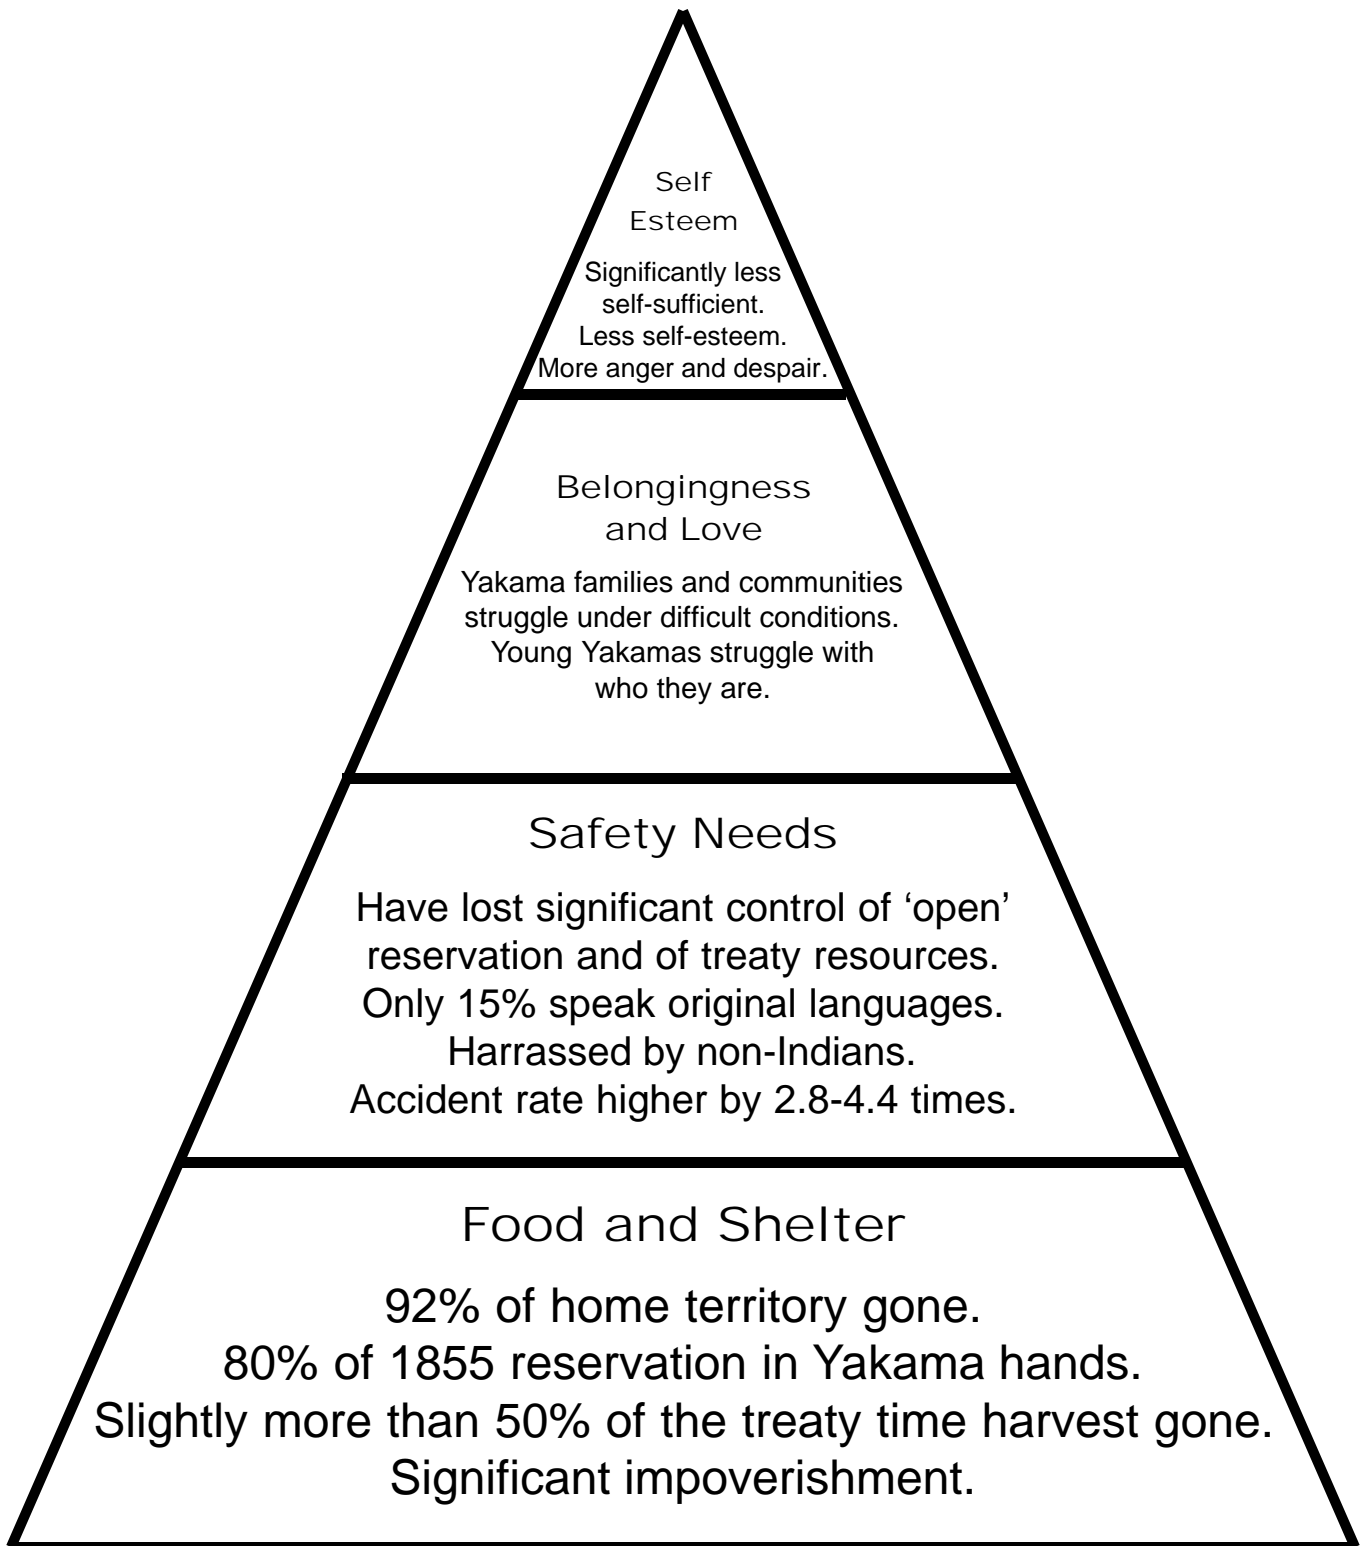 Self
Esteem
Significantly less
self-sufficient.
Less self-esteem.
More anger and despair.
Belongingness
and Love
Yakama families and communities
struggle under difficult conditions.
Young Yakamas struggle with
who they are.
Safety Needs
Have lost significant control of ‘open’
reservation and of treaty resources.
Only 15% speak original languages.
Harrassed by non-Indians.
Accident rate higher by 2.8-4.4 times.
Food and Shelter
92% of home territory gone.
80% of 1855 reservation in Yakama hands.
Slightly more than 50% of the treaty time harvest gone.
Significant impoverishment.